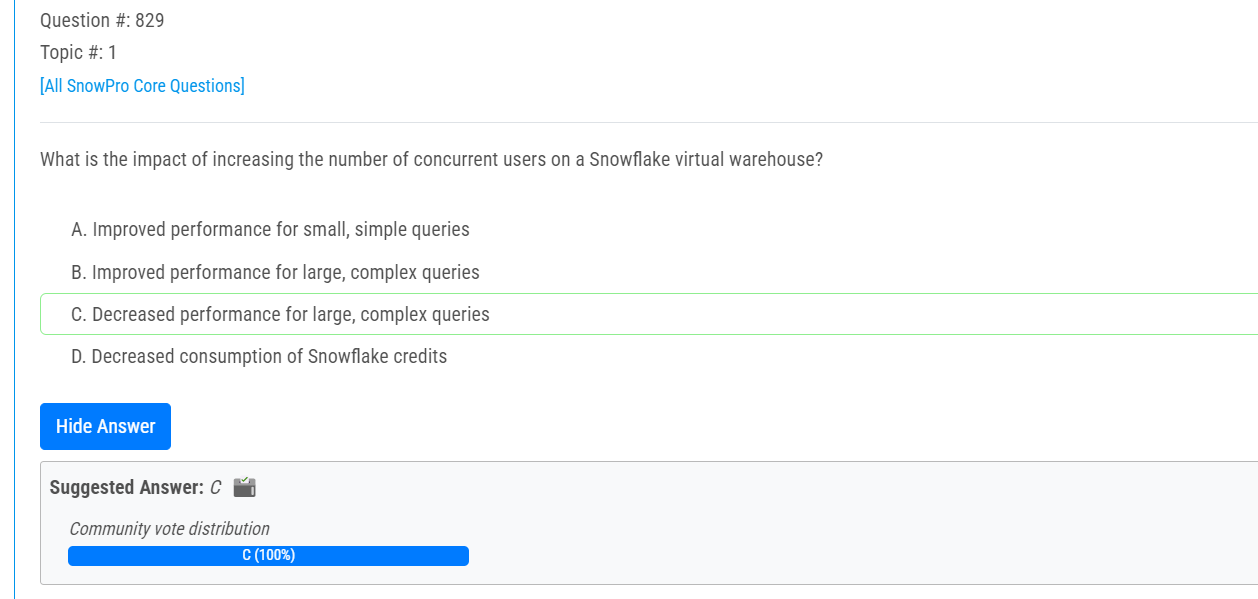 Question #: 829
Topic #: 1
[All SnowPro Core Questions]
What is the impact of increasing the number of concurrent users on a Snowflake virtual warehouse?
A. Improved performance for small, simple queries
B. Improved performance for large, complex queries
C. Decreased performance for large, complex queries
D. Decreased consumption of Snowflake credits
Hide Answer
Suggested Answer: C
Community vote distribution
C (100%)